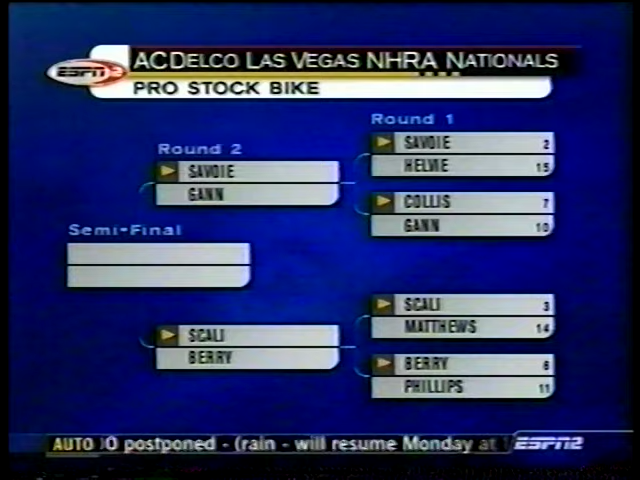 ESPN2
ACDELCO LAS VEGAS NHRA NATIONALS
PRO STOCK BIKE
Round 1
SAVOIE 2
HELVIE 15
COLLIS 7
GANN 10
Round 2
SAVOIE
GANN
Semi-Final
SCALI 3
MATTHEWS 14
BERRY 6
PHILLIPS 11
SCALI
BERRY
AUTO O postponed - (rain - will resume Monday at ESPN2